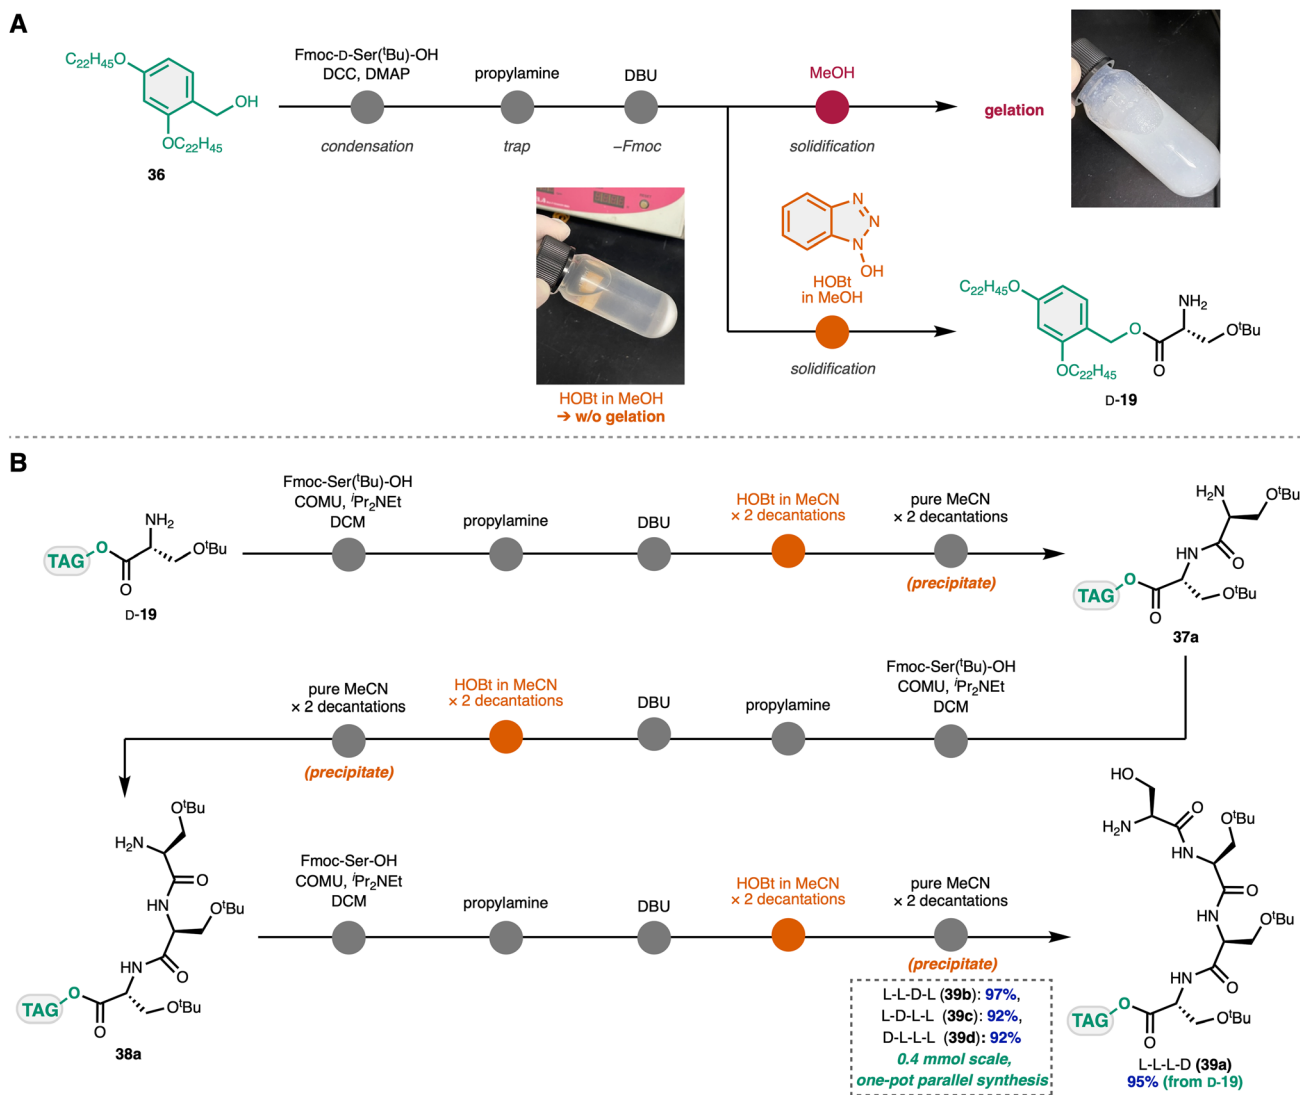 A
C22H45O
OH
OC22H45
36
Fmoc-D-Ser(tBu)-OH
DCC, DMAP
condensation
propylamine
trap
DBU
–Fmoc
MeOH
solidification
gelation
N
N
N
OH
HOBt
in MeOH
solidification
HOBt in MeOH
➔ w/o gelation
C22H45O
OC22H45
O
O
NH2
OtBu
D-19
B
TAG
O
O
NH2
OtBu
D-19
Fmoc-Ser(tBu)-OH
COMU, iPr2NEt
DCM
propylamine
DBU
HOBt in MeCN
× 2 decantations
pure MeCN
× 2 decantations
(precipitate)
H2N
OtBu
HN
O
TAG
O
O
OtBu
37a
Fmoc-Ser(tBu)-OH
COMU, iPr2NEt
DCM
propylamine
DBU
HOBt in MeCN
× 2 decantations
pure MeCN
× 2 decantations
(precipitate)
OtBu
H2N
O
HN
OtBu
HN
O
TAG
O
O
OtBu
38a
Fmoc-Ser-OH
COMU, iPr2NEt
DCM
propylamine
DBU
HOBt in MeCN
× 2 decantations
pure MeCN
× 2 decantations
(precipitate)
L-L-D-L (39b): 97%,
L-D-L-L (39c): 92%,
D-L-L-L (39d): 92%
0.4 mmol scale,
one-pot parallel synthesis
HO
H2N
O
HN
OtBu
O
HN
OtBu
HN
O
TAG
O
O
OtBu
L-L-L-D (39a)
95% (from D-19)